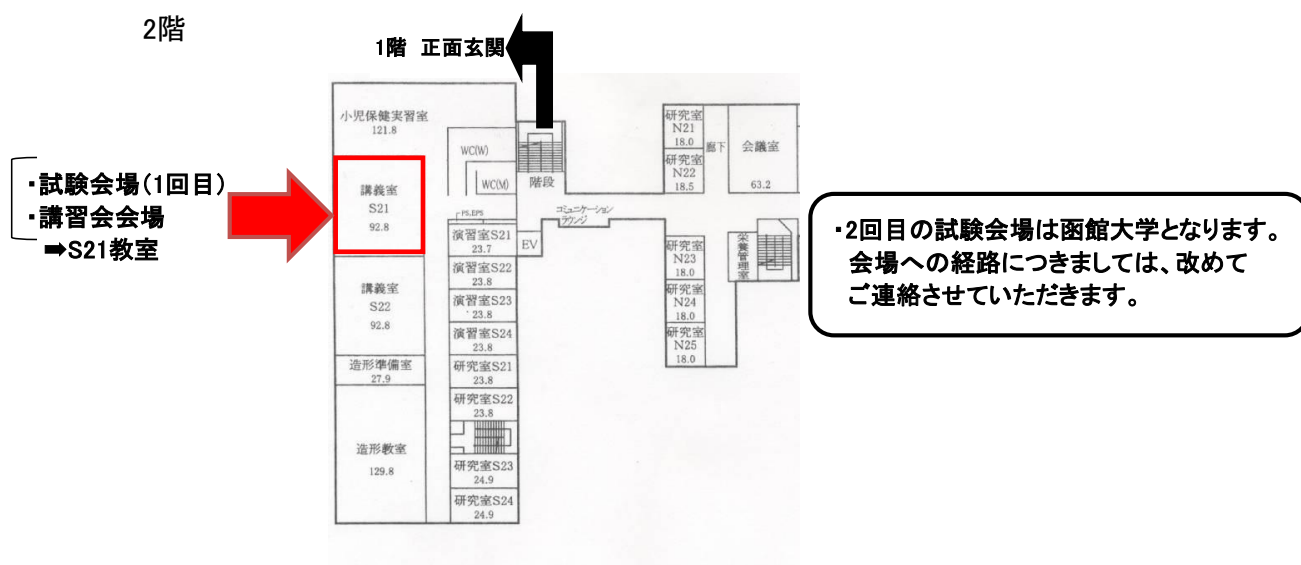 2階
1階 正面玄関
・試験会場(1回目)
・講習会会場
➡S21教室
小児保健実習室
121.8
講義室
S21
92.8
講義室
S22
92.8
造形準備室
27.9
造形教室
129.8
WC(W)
WC(M)
階段
PS,EPS
EV
コミュニケーション
ラウンジ
演習室S21
23.7
演習室S22
23.8
演習室S23
23.8
演習室S24
23.8
研究室S21
23.8
研究室S22
23.8
研究室S23
24.9
研究室S24
24.9
研究室
N21
18.0
研究室
N22
18.5
廊下
会議室
63.2
研究室
N23
18.0
研究室
N24
18.0
研究室
N25
18.0
栄養管理室
・2回目の試験会場は函館大学となります。
会場への経路につきましては、改めて
ご連絡させていただきます。